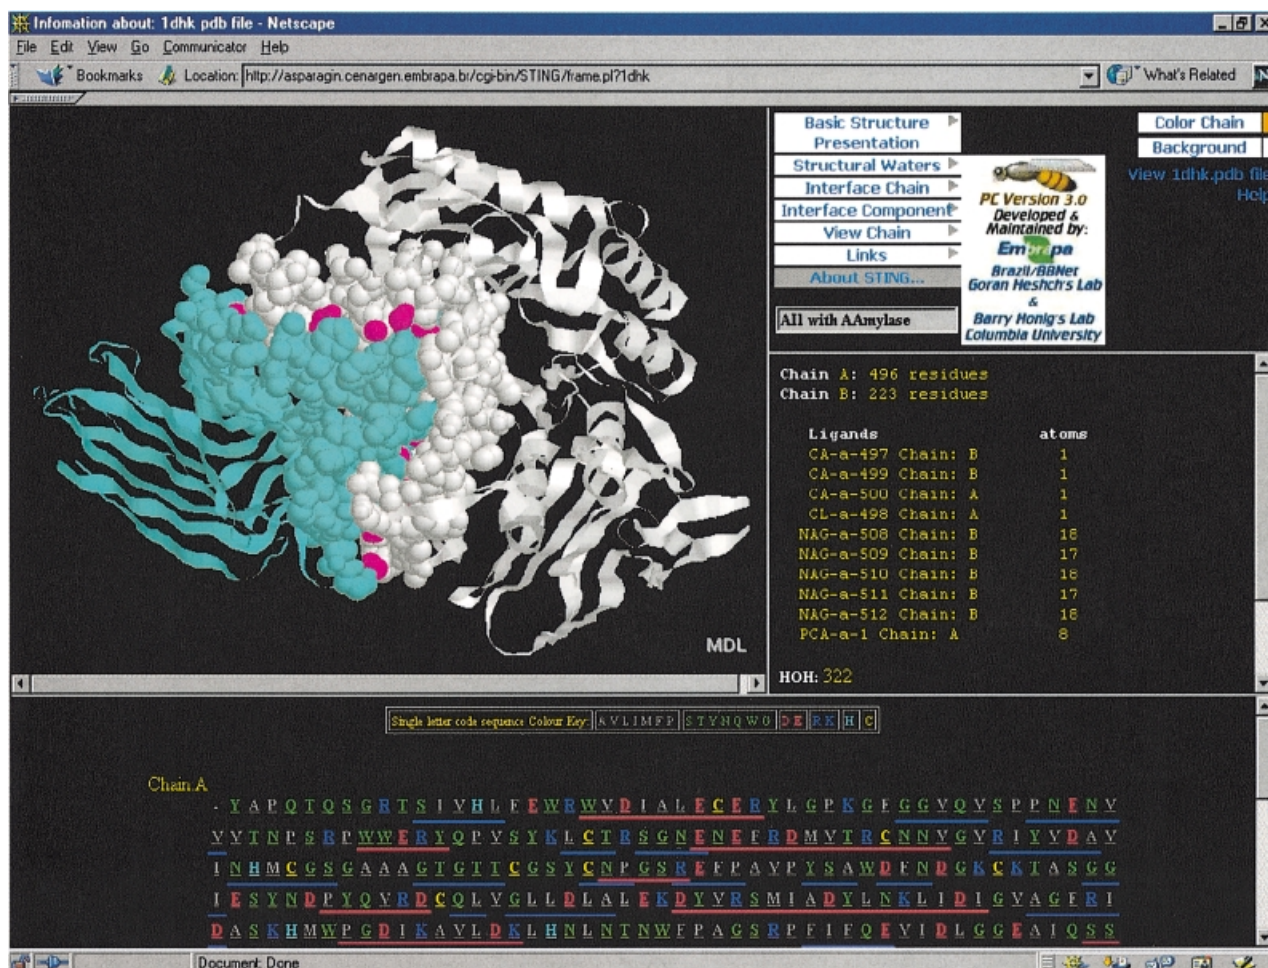 Infomation about: 1dhk pdb file - Netscape
File Edit View Go Communicator Help
Bookmarks Location: http://asparagin.cenargen.embrapa.br/cgi-bin/STING/frame.pl?1dhk What's Related
Basic Structure
Presentation
Structural Waters
Interface Chain
Interface Component
View Chain
Links
About STING...
AII with AAmylase
PC Version 3.0
Developed &
Maintained by:
Embrapa
Brazil/BBNet
Goran Heshch's Lab
&
Barry Honig's Lab
Columbia University
Color Chain
Background
View 1dhk.pdb file
Help
MDL
Chain A: 496 residues
Chain B: 223 residues
Ligands atoms
CA-a-497 Chain: B 1
CA-a-499 Chain: B 1
CA-a-500 Chain: A 1
CL-a-498 Chain: A 1
NAG-a-508 Chain: B 18
NAG-a-509 Chain: B 17
NAG-a-510 Chain: B 18
NAG-a-511 Chain: B 17
NAG-a-512 Chain: B 18
PCA-a-1 Chain: A 8
HOH: 322
Single letter code sequence Colour Key: A V L I M F P S T Y N Q W G D E R K H C
Chain A
- Y A P Q T Q S G R T S I V H L F E W R W V D I A L E C E R Y L G P K G F G G V Q V S P P N E N V
V V T N P S R P W W E R Y Q P V S Y K L C T R S G N E N E F R D M V T R C N N V G V R I Y V D A V
I N H M C G S G A A A G T G T T C G S Y C N P G S R E F P A V P Y S A W D F N D G K C K T A S G G
I E S Y N D P Y Q V R D C Q L V G L L D L A L E K D Y V R S M I A D Y L N K L I D I G V A G F R I
D A S K H M W P G D I K A V L D K L H N L N T N W F P A G S R P F I F Q E V I D L G G E A I Q S S
Document: Done